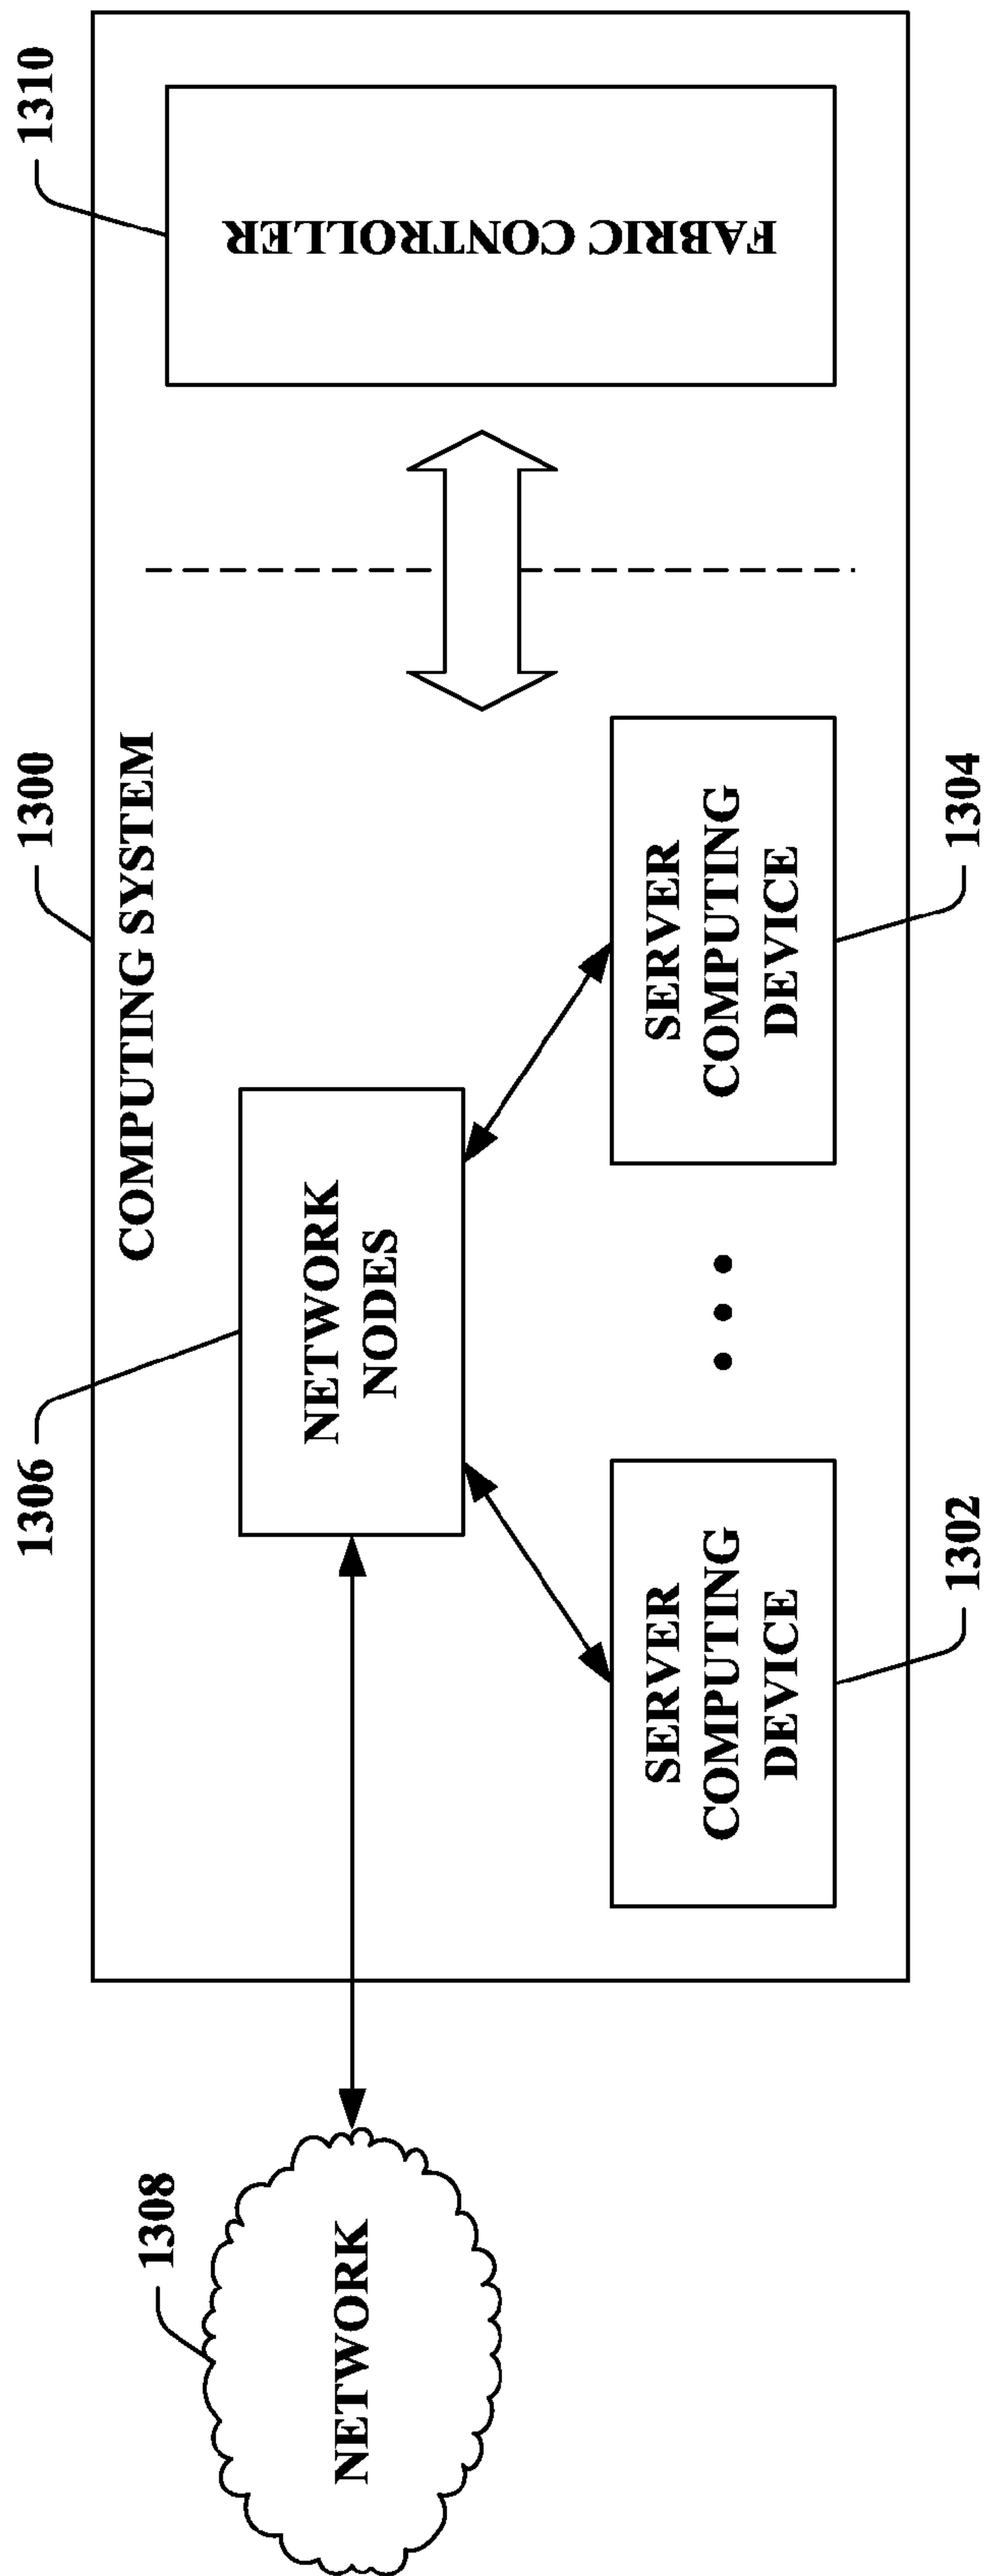 1300
COMPUTING SYSTEM
1306
NETWORK
NODES
1310
FABRIC CONTROLLER
1308
NETWORK
SERVER
COMPUTING
DEVICE
1302
SERVER
COMPUTING
DEVICE
1304